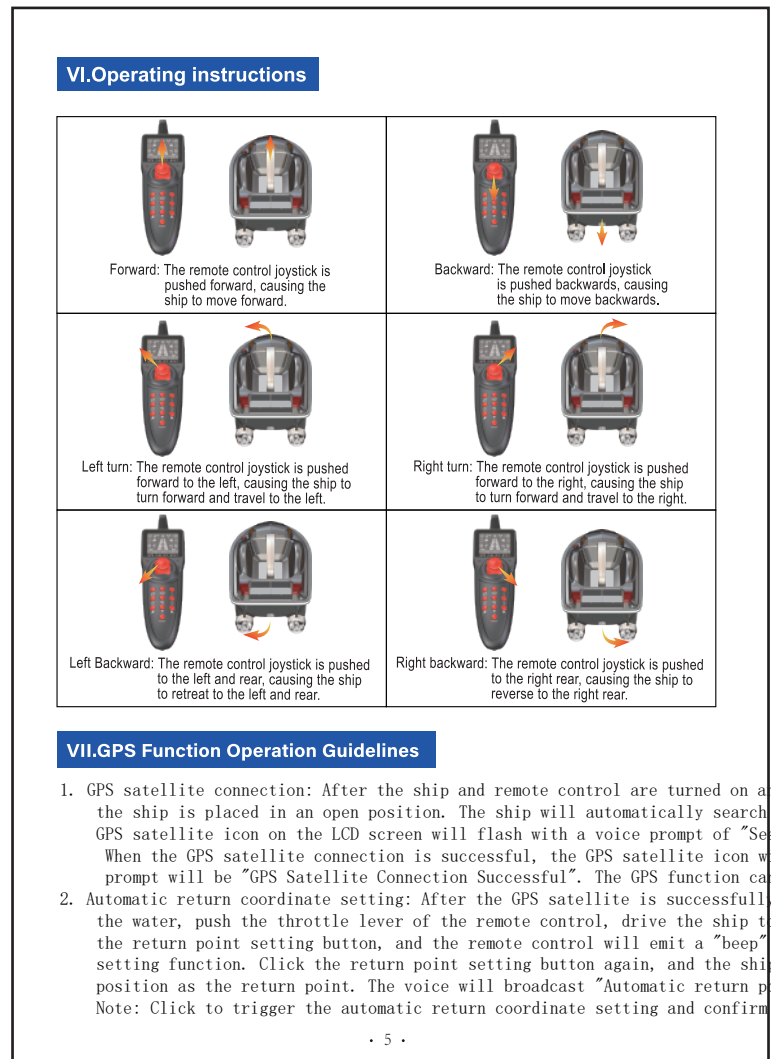 VI.Operating instructions
Forward: The remote control joystick is
pushed forward, causing the
ship to move forward.
Backward: The remote control joystick
is pushed backwards, causing
the ship to move backwards.
Left turn: The remote control joystick is pushed
forward to the left, causing the ship to
turn forward and travel to the left.
Right turn: The remote control joystick is pushed
forward to the right, causing the ship
to turn forward and travel to the right.
Left Backward: The remote control joystick is pushed
to the left and rear, causing the ship
to retreat to the left and rear.
Right backward: The remote control joystick is pushed
to the right rear, causing the ship to
reverse to the right rear.
VII.GPS Function Operation Guidelines
1. GPS satellite connection: After the ship and remote control are turned on
the ship is placed in an open position. The ship will automatically search
GPS satellite icon on the LCD screen will flash with a voice prompt of "Se
When the GPS satellite connection is successful, the GPS satellite icon
prompt will be "GPS Satellite Connection Successful". The GPS function
2. Automatic return coordinate setting: After the GPS satellite is successfull
the water, push the throttle lever of the remote control, drive the ship
the return point setting button, and the remote control will emit a "beep"
setting function. Click the return point setting button again, and the shi
position as the return point. The voice will broadcast "Automatic return
Note: Click to trigger the automatic return coordinate setting and confirm
• 5 •